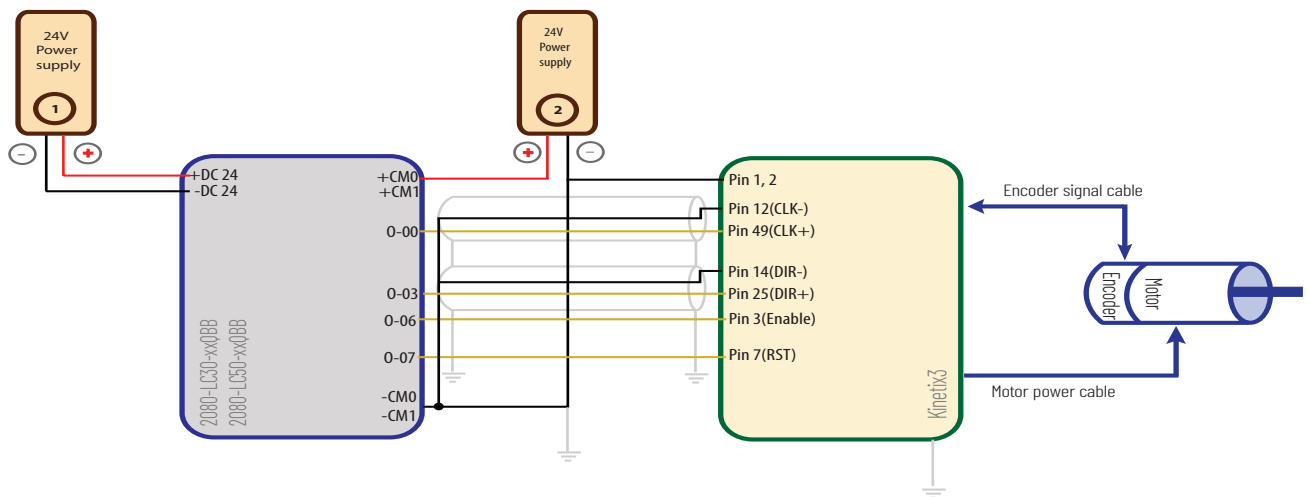 24V
Power
supply
1
24V
Power
supply
2
−
+
+
−
+DC 24
-DC 24
+CM0
+CM1
O-00
O-03
O-06
O-07
-CM0
-CM1
2080-LC30-xxQBB
2080-LC50-xxQBB
Pin 1, 2
Pin 12(CLK-)
Pin 49(CLK+)
Pin 14(DIR-)
Pin 25(DIR+)
Pin 3(Enable)
Pin 7(RST)
Kinetix3
Encoder signal cable
Encoder
Motor
Motor power cable